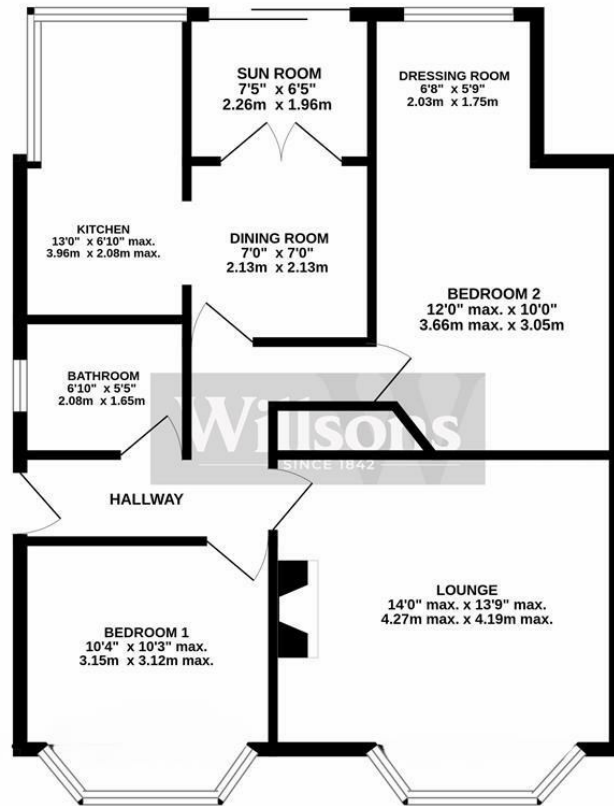 SUN ROOM
7'5" x 6'5"
2.26m x 1.96m
DRESSING ROOM
6'8" x 5'9"
2.03m x 1.75m
KITCHEN
13'0" x 6'10" max.
3.96m x 2.08m max.
DINING ROOM
7'0" x 7'0"
2.13m x 2.13m
BEDROOM 2
12'0" max. x 10'0"
3.66m max. x 3.05m
BATHROOM
6'10" x 5'5"
2.08m x 1.65m
Willsons
SINCE 1842
HALLWAY
LOUNGE
14'0" max. x 13'9" max.
4.27m max. x 4.19m max.
BEDROOM 1
10'4" x 10'3" max.
3.15m x 3.12m max.